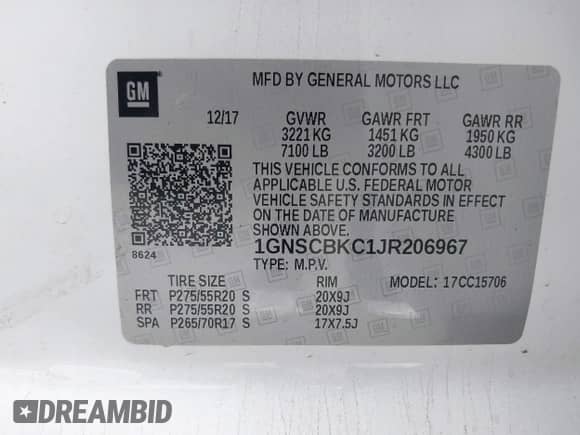 GM
MFD BY GENERAL MOTORS LLC
12/17 GVWR GAWR FRT GAWR RR
3221 KG 1451 KG 1950 KG
7100 LB 3200 LB 4300 LB
THIS VEHICLE CONFORMS TO ALL
APPLICABLE U.S. FEDERAL MOTOR
VEHICLE SAFETY STANDARDS IN EFFECT
ON THE DATE OF MANUFACTURE
SHOWN ABOVE.
8624
1GNSCBKC1JR206967
TYPE: M.P.V.
TIRE SIZE RIM MODEL: 17CC15706
FRT P275/55R20 S 20X9J
RR P275/55R20 S 20X9J
SPA P265/70R17 S 17X7.5J
DREAMBID